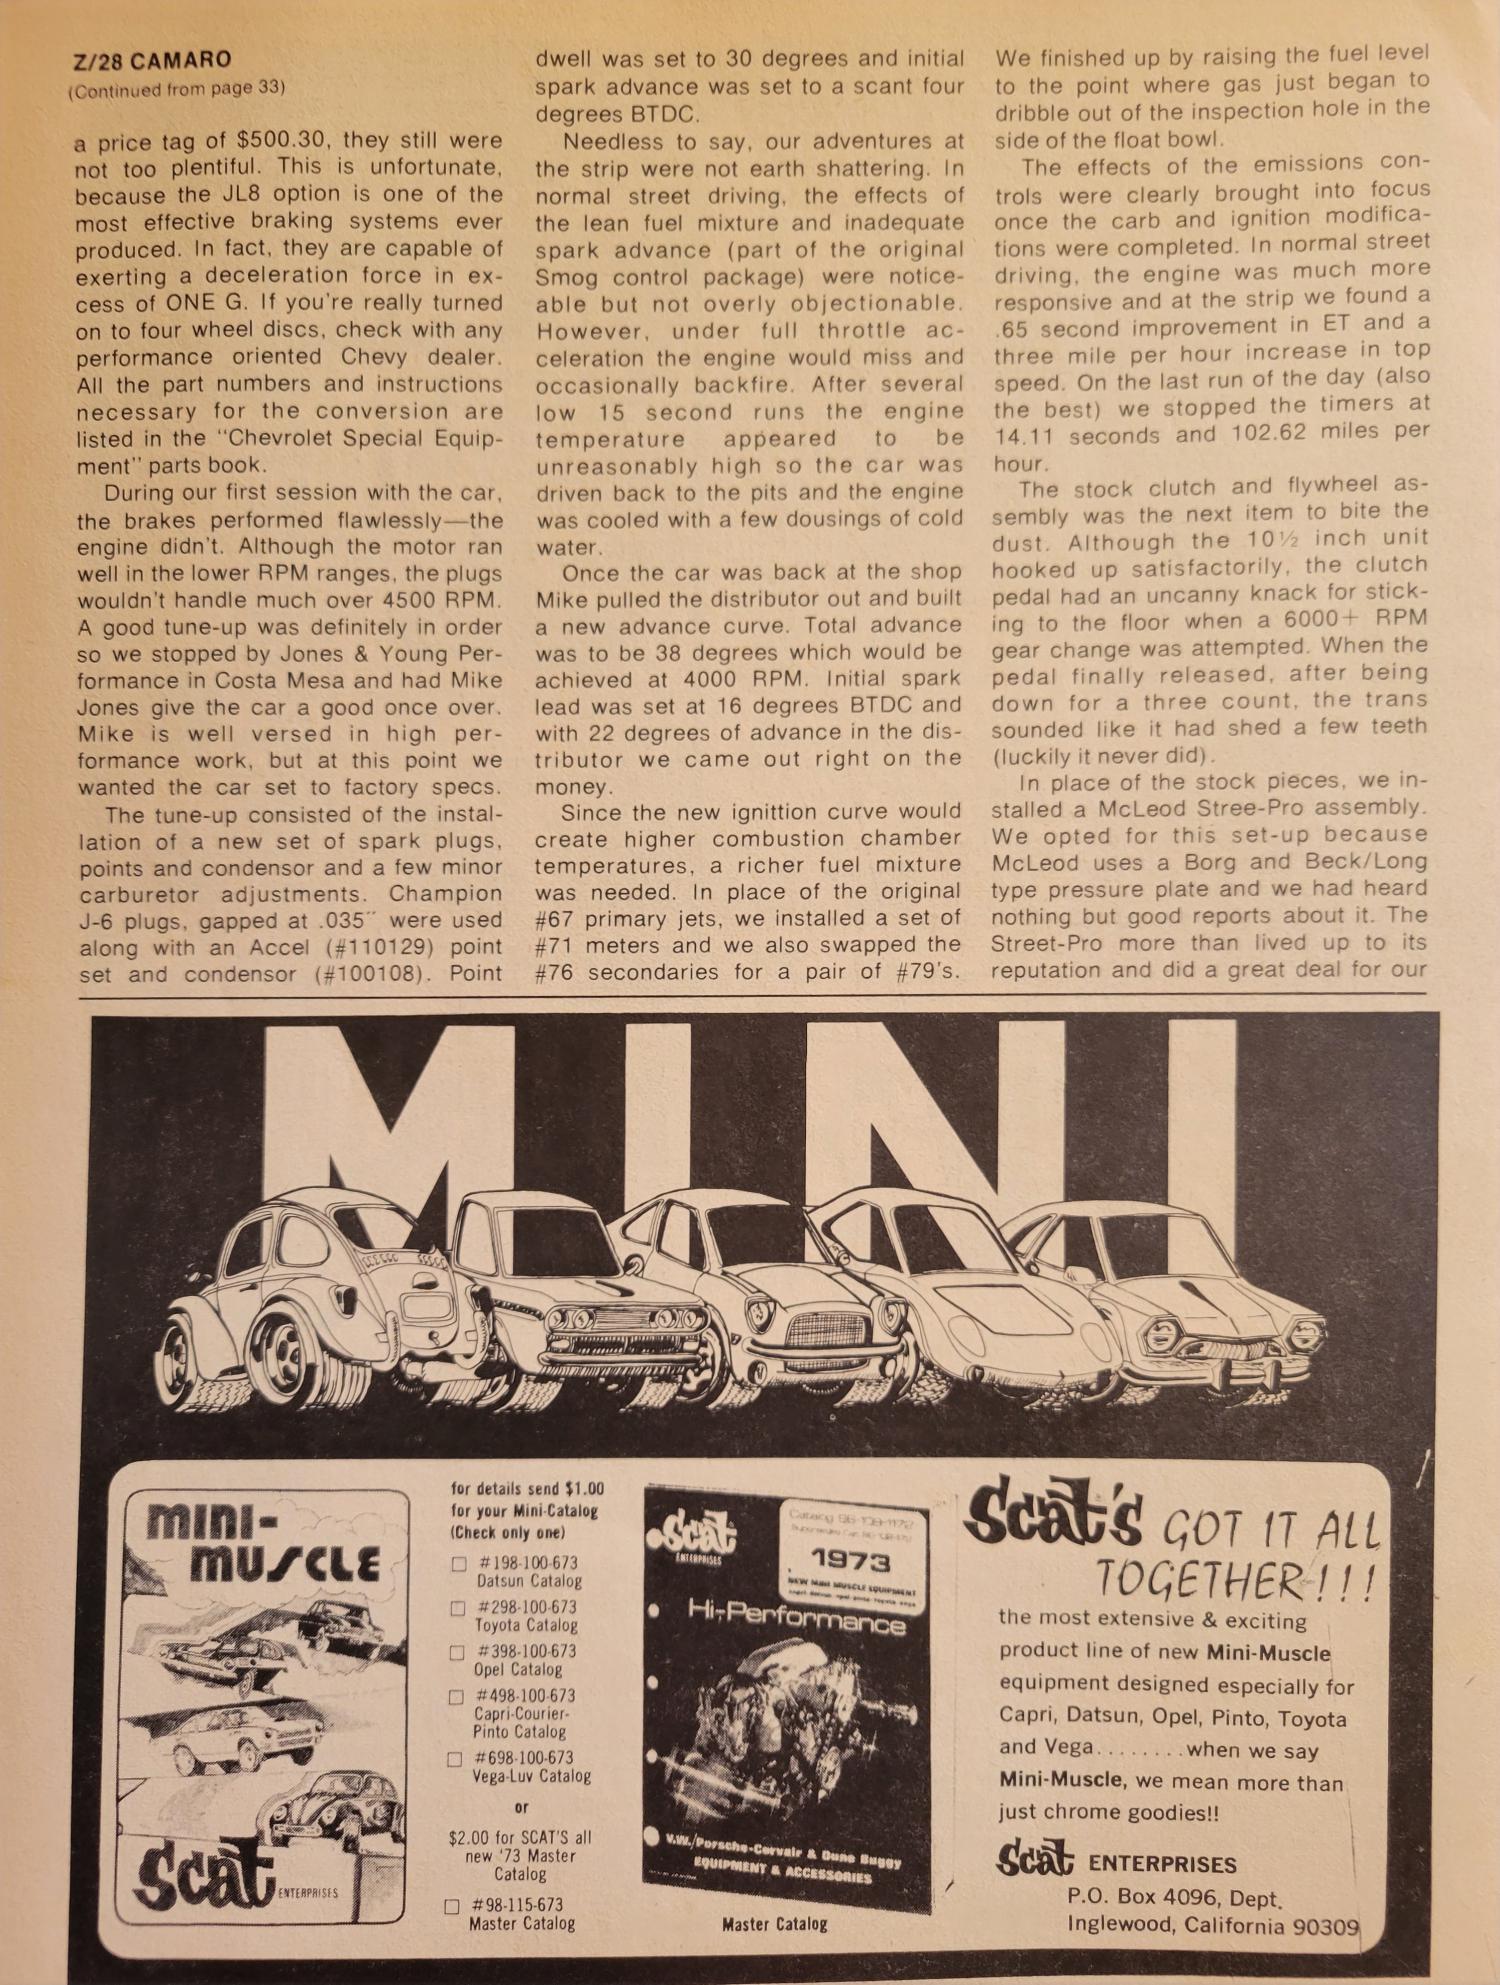 Z/28 CAMARO
(Continued from page 33)
a price tag of $500.30, they still were
not too plentiful. This is unfortunate,
because the JL8 option is one of the
most effective braking systems ever
produced. In fact, they are capable of
exerting a deceleration force in ex-
cess of ONE G. If you're really turned
on to four wheel discs, check with any
performance oriented Chevy dealer.
All the part numbers and instructions
necessary for the conversion are
listed in the "Chevrolet Special Equip-
ment" parts book.
During our first session with the car,
the brakes performed flawlessly—the
engine didn't. Although the motor ran
well in the lower RPM ranges, the plugs
wouldn't handle much over 4500 RPM.
A good tune-up was definitely in order
so we stopped by Jones & Young Per-
formance in Costa Mesa and had Mike
Jones give the car a good once over.
Mike is well versed in high per-
formance work, but at this point we
wanted the car set to factory specs.
The tune-up consisted of the instal-
lation of a new set of spark plugs,
points and condensor and a few minor
carburetor adjustments. Champion
J-6 plugs, gapped at .035" were used
along with an Accel (#110129) point
set and condensor (#100108). Point
dwell was set to 30 degrees and initial
spark advance was set to a scant four
degrees BTDC.
Needless to say, our adventures at
the strip were not earth shattering. In
normal street driving, the effects of
the lean fuel mixture and inadequate
spark advance (part of the original
Smog control package) were notice-
able but not overly objectionable.
However, under full throttle ac-
celeration the engine would miss and
occasionally backfire. After several
low 15 second runs the engine
temperature appeared to be
unreasonably high so the car was
driven back to the pits and the engine
was cooled with a few dousings of cold
water.
Once the car was back at the shop
Mike pulled the distributor out and built
a new advance curve. Total advance
was to be 38 degrees which would be
achieved at 4000 RPM. Initial spark
lead was set at 16 degrees BTDC and
with 22 degrees of advance in the dis-
tributor we came out right on the
money.
Since the new ignittion curve would
create higher combustion chamber
temperatures, a richer fuel mixture
was needed. In place of the original
#67 primary jets, we installed a set of
#71 meters and we also swapped the
#76 secondaries for a pair of #79's.
We finished up by raising the fuel level
to the point where gas just began to
dribble out of the inspection hole in the
side of the float bowl.
The effects of the emissions con-
trols were clearly brought into focus
once the carb and ignition modifica-
tions were completed. In normal street
driving, the engine was much more
responsive and at the strip we found a
.65 second improvement in ET and a
three mile per hour increase in top
speed. On the last run of the day (also
the best) we stopped the timers at
14.11 seconds and 102.62 miles per
hour.
The stock clutch and flywheel as-
sembly was the next item to bite the
dust. Although the 10½ inch unit
hooked up satisfactorily, the clutch
pedal had an uncanny knack for stick-
ing to the floor when a 6000+ RPM
gear change was attempted. When the
pedal finally released, after being
down for a three count, the trans
sounded like it had shed a few teeth
(luckily it never did).
In place of the stock pieces, we in-
stalled a McLeod Stree-Pro assembly.
We opted for this set-up because
McLeod uses a Borg and Beck/Long
type pressure plate and we had heard
nothing but good reports about it. The
Street-Pro more than lived up to its
reputation and did a great deal for our
MINI
MINI-
MUSCLE
Scat
ENTERPRISES
for details send $1.00
for your Mini-Catalog
(Check only one)
#198-100-673
Datsun Catalog
#298-100-673
Toyota Catalog
#398-100-673
Opel Catalog
#498-100-673
Capri-Courier-
Pinto Catalog
#698-100-673
Vega-Luv Catalog
or
$2.00 for SCAT'S all
new '73 Master
Catalog
#98-115-673
Master Catalog
Scat
ENTERPRISES
1973
NEW MINI MUSCLE EQUIPMENT
Hi-Performance
V.W./Porsche-Corvair & Dune Buggy
EQUIPMENT & ACCESSORIES
Master Catalog
Scat's GOT IT ALL
TOGETHER!!!
the most extensive & exciting
product line of new Mini-Muscle
equipment designed especially for
Capri, Datsun, Opel, Pinto, Toyota
and Vega........when we say
Mini-Muscle, we mean more than
just chrome goodies!!
Scat ENTERPRISES
P.O. Box 4096, Dept.
Inglewood, California 90309